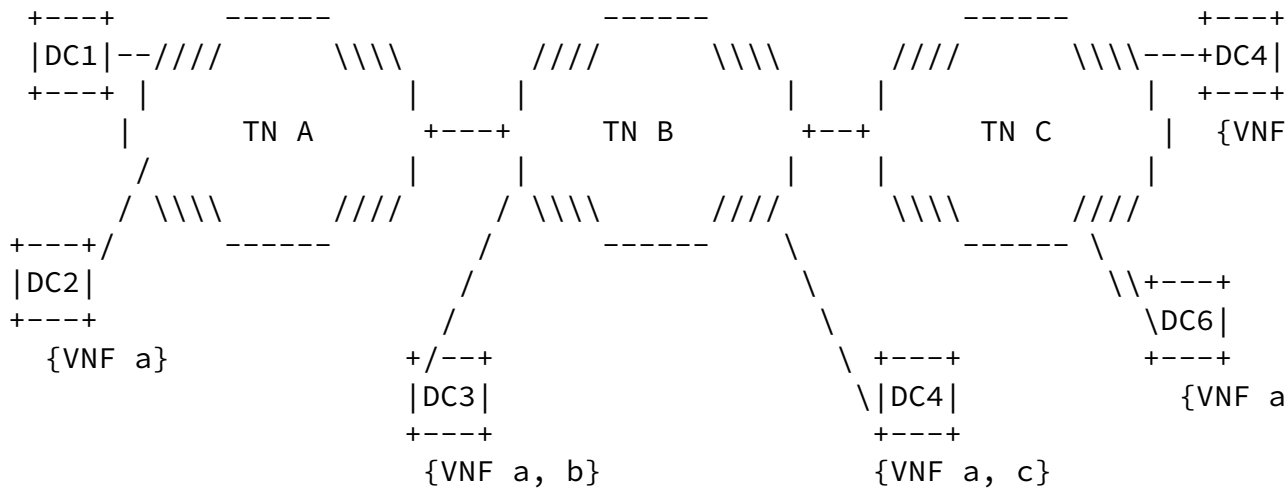 +---+ ------ ------ ------ +---+
|DC1|--//// \\\\ //// \\\\ //// \\\\---+DC4|
+---+ | | | | | | +---+
| TN A +---+ TN B +--+ TN C | {VNF
/ | | | | |
/ \\\\ //// / \\\\ //// \\\\ ////
+---+/ ------ / ------ \ ------ \
|DC2| / \ \\+---+
+---+ / \ \DC6|
{VNF a} +/--+ \ +---+ +---+
|DC3| \|DC4| {VNF a
+---+ +---+
{VNF a, b} {VNF a, c}